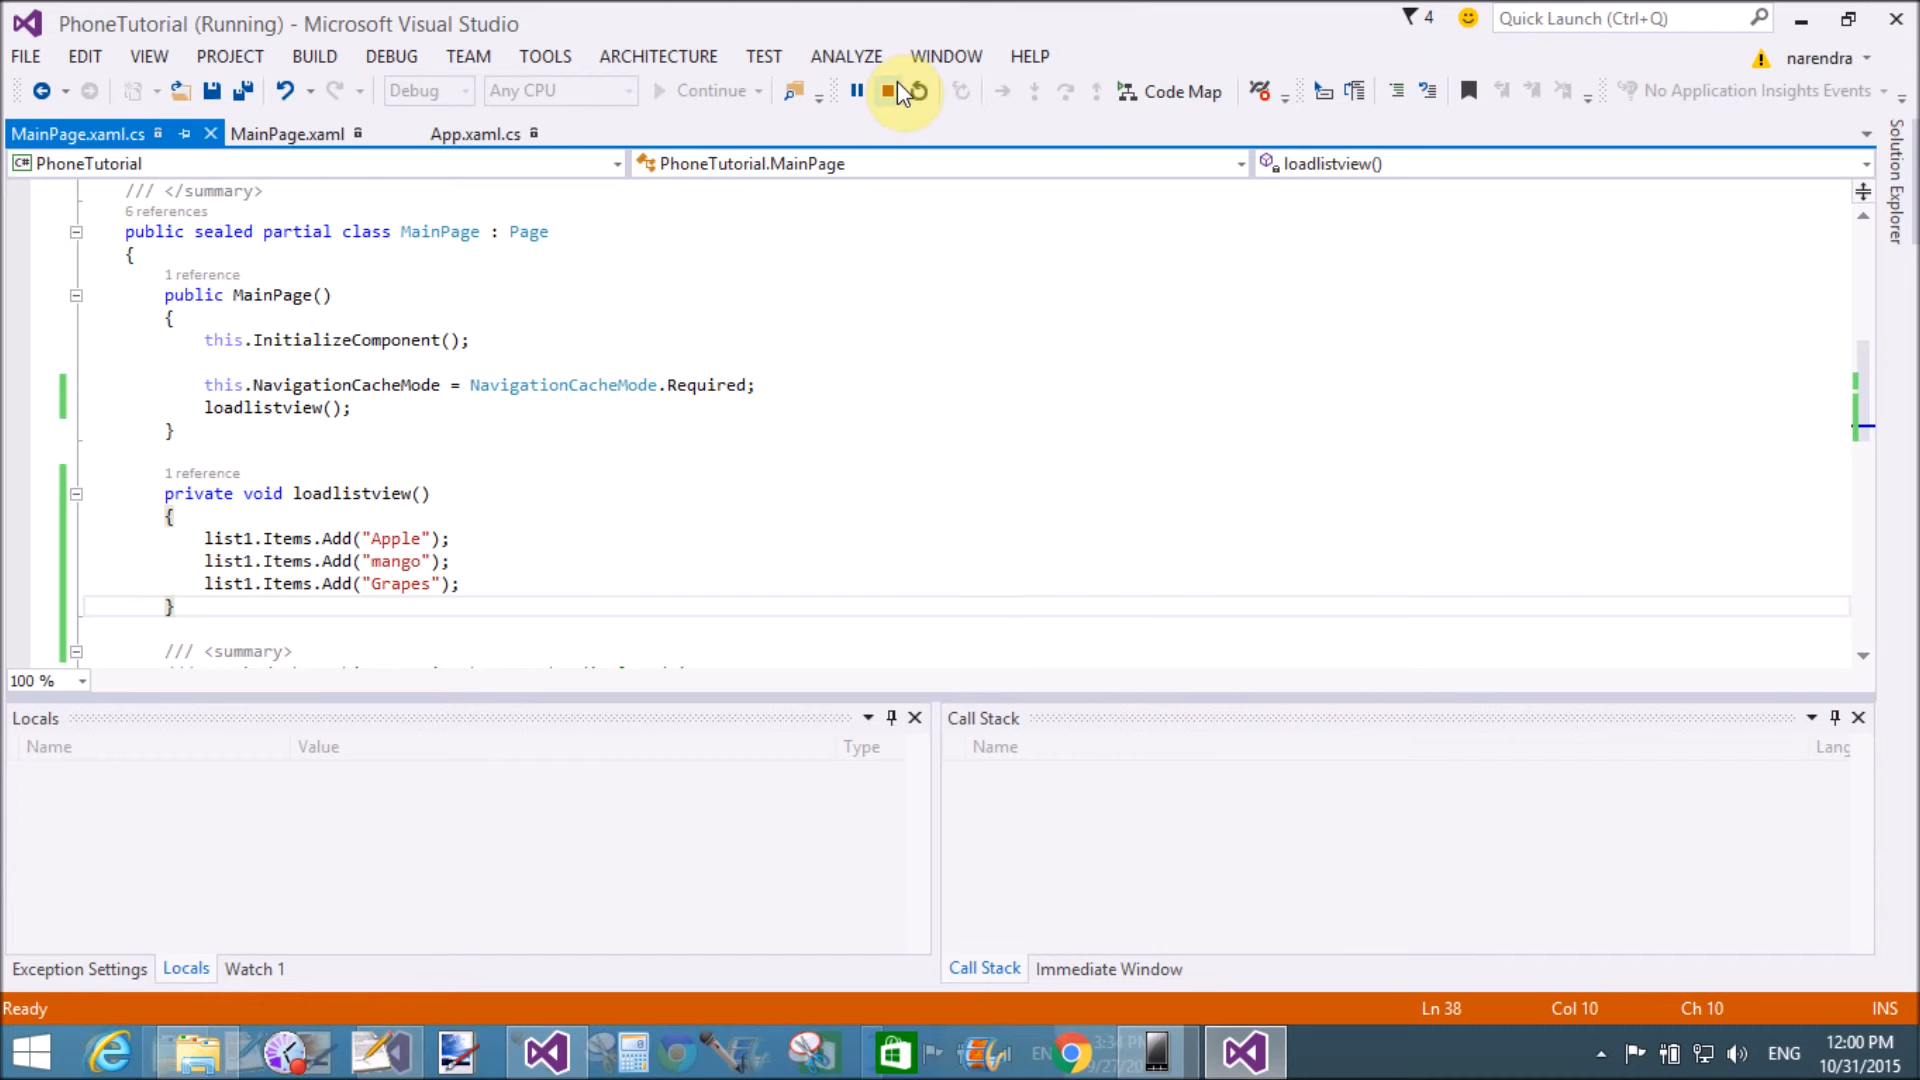 PhoneTutorial (Running) - Microsoft Visual Studio
4
Quick Launch (Ctrl+Q)
FILE EDIT VIEW PROJECT BUILD DEBUG TEAM TOOLS ARCHITECTURE TEST ANALYZE WINDOW HELP
narendra
Debug
Any CPU
Continue
Code Map
No Application Insights Events
MainPage.xaml.cs
MainPage.xaml
App.xaml.cs
Solution Explorer
C# PhoneTutorial
PhoneTutorial.MainPage
loadlistview()
/// </summary>
6 references
public sealed partial class MainPage : Page
{
1 reference
public MainPage()
{
this.InitializeComponent();
this.NavigationCacheMode = NavigationCacheMode.Required;
loadlistview();
}
1 reference
private void loadlistview()
{
list1.Items.Add("Apple");
list1.Items.Add("mango");
list1.Items.Add("Grapes");
}
/// <summary>
100 %
Locals
Name Value Type
Call Stack
Name Lang
Exception Settings Locals Watch 1
Call Stack Immediate Window
Ready
Ln 38 Col 10 Ch 10 INS
ENG
12:00 PM
10/31/2015